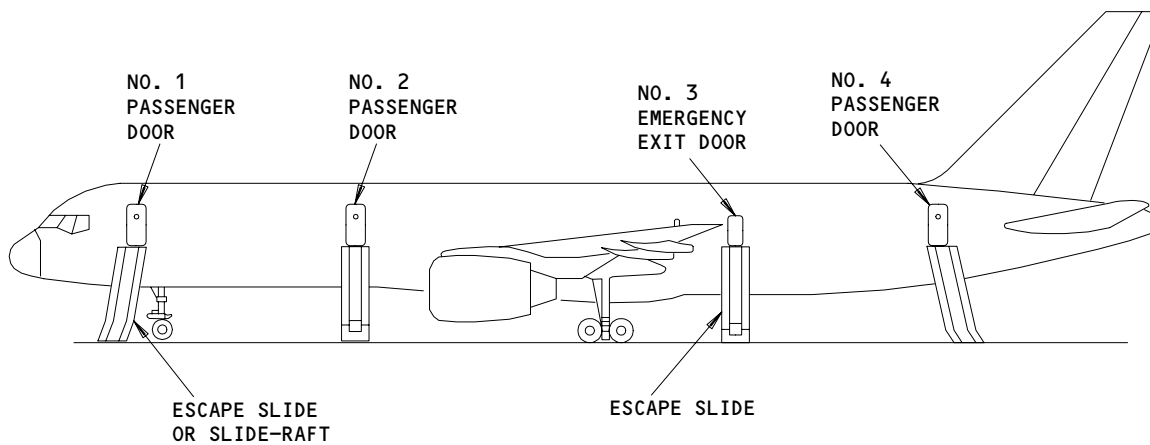 NO. 1
PASSENGER
DOOR
NO. 2
PASSENGER
DOOR
NO. 3
EMERGENCY
EXIT DOOR
NO. 4
PASSENGER
DOOR
ESCAPE SLIDE
OR SLIDE-RAFT
ESCAPE SLIDE